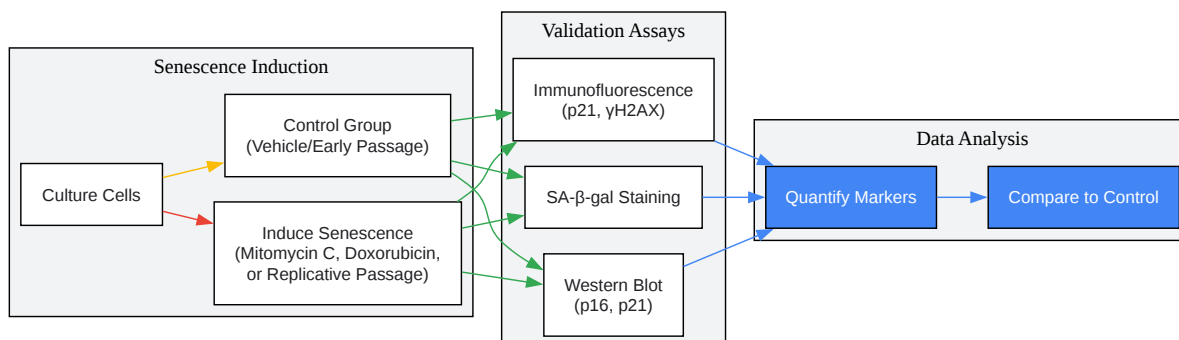 Senescence Induction
Culture Cells
Control Group
(Vehicle/Early Passage)
Induce Senescence
(Mitomycin C, Doxorubicin,
or Replicative Passage)
Validation Assays
Immunofluorescence
(p21, γH2AX)
SA-β-gal Staining
Western Blot
(p16, p21)
Data Analysis
Quantify Markers
Compare to Control